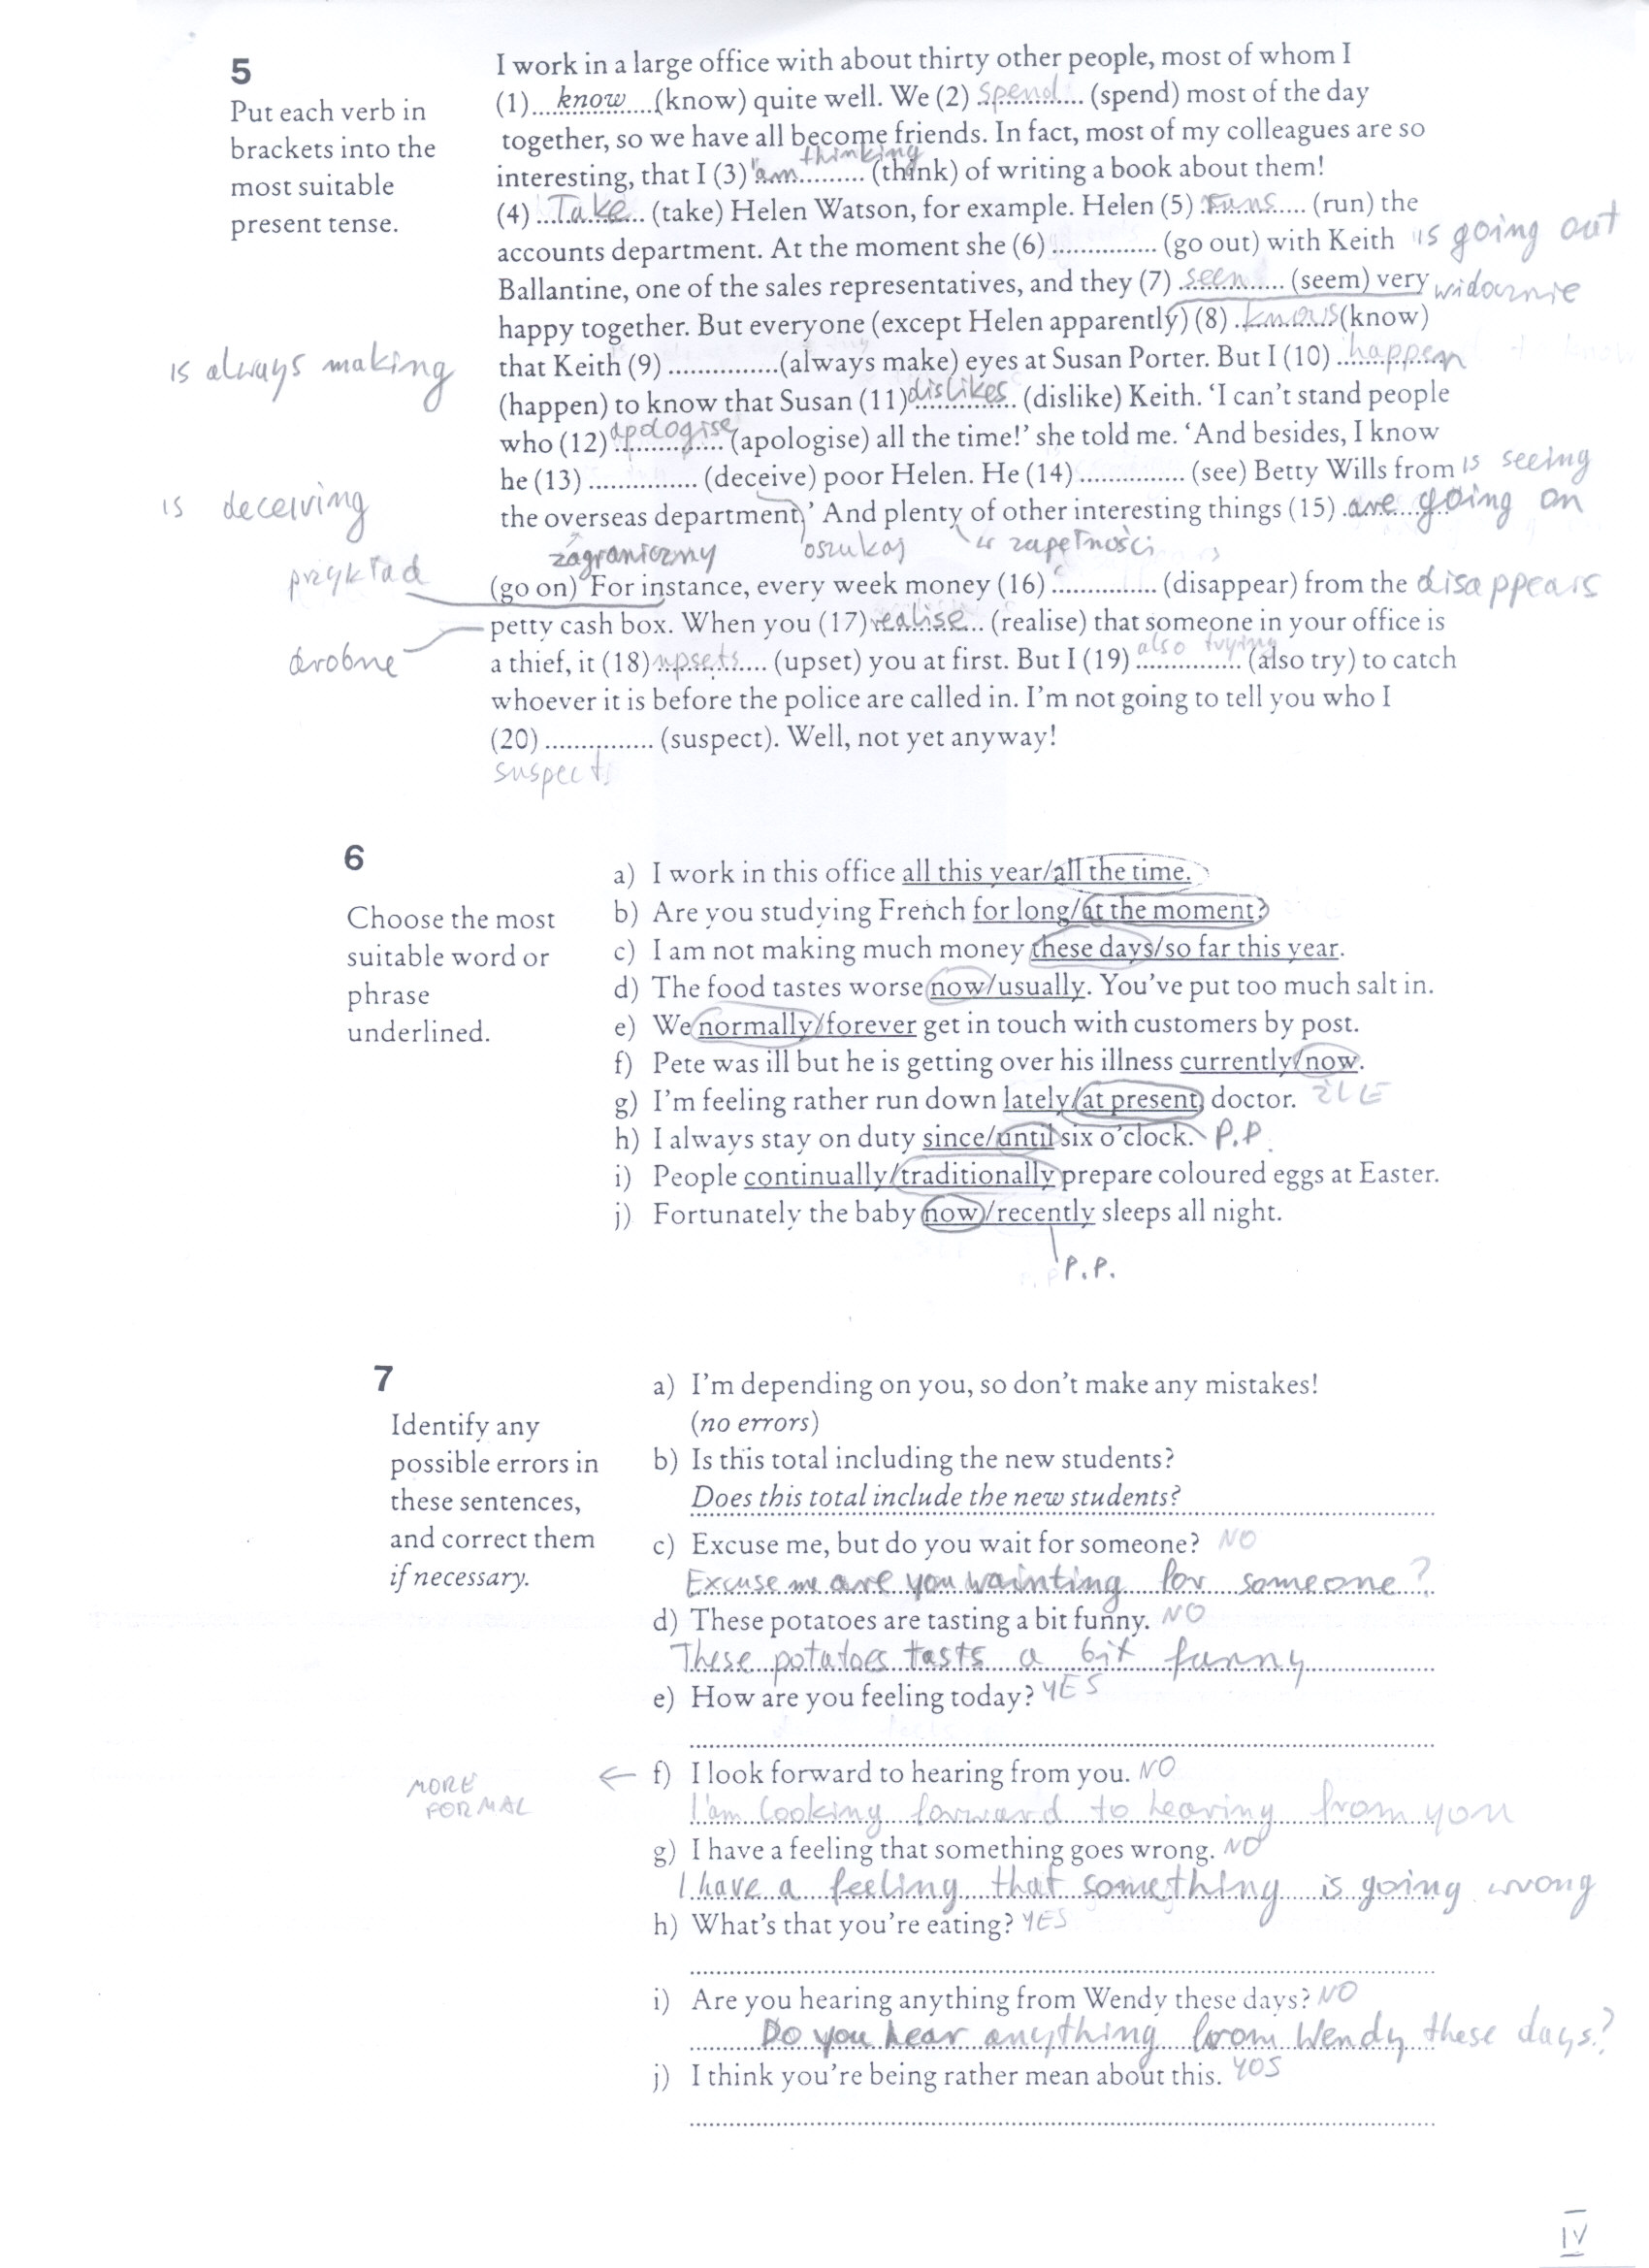 5
Put each verb in
brackets into the
most suitable
present tense.
I work in a large office with about thirty other people, most of whom I
(1)....know....(know) quite well. We (2) spend (spend) most of the day
together, so we have all become friends. In fact, most of my colleagues are so
interesting, that I (3) 'am thinking (think) of writing a book about them!
(4) Take (take) Helen Watson, for example. Helen (5) runs (run) the
accounts department. At the moment she (6) ............... (go out) with Keith is going out
Ballantine, one of the sales representatives, and they (7) seem (seem) very widocznie
happy together. But everyone (except Helen apparently) (8) knows (know)
is always making
that Keith (9) ............... (always make) eyes at Susan Porter. But I (10) happen
(happen) to know that Susan (11) dislikes (dislike) Keith. 'I can't stand people
who (12) apologise (apologise) all the time!' she told me. 'And besides, I know
he (13) ............... (deceive) poor Helen. He (14) ............... (see) Betty Wills from is seeing
is deceiving
the overseas department.' And plenty of other interesting things (15) are going on
zagraniczny oszukaj w zapełności
przykład
(go on) For instance, every week money (16) ............... (disappear) from the disappears
petty cash box. When you (17) realise (realise) that someone in your office is
drobne
a thief, it (18) upsets (upset) you at first. But I (19) also trying (also try) to catch
whoever it is before the police are called in. I'm not going to tell you who I
(20) ............... (suspect). Well, not yet anyway!
suspect
6
Choose the most
suitable word or
phrase
underlined.
a) I work in this office all this year/all the time.
b) Are you studying French for long/at the moment?
c) I am not making much money these days/so far this year.
d) The food tastes worse now/usually. You've put too much salt in.
e) We normally/forever get in touch with customers by post.
f) Pete was ill but he is getting over his illness currently/now.
g) I'm feeling rather run down lately/at present, doctor. ŹLE
h) I always stay on duty since/until six o'clock. P.P.
i) People continually/traditionally prepare coloured eggs at Easter.
j) Fortunately the baby now/recently sleeps all night.
P.P.
7
Identify any
possible errors in
these sentences,
and correct them
if necessary.
a) I'm depending on you, so don't make any mistakes!
(no errors)
b) Is this total including the new students?
Does this total include the new students?
c) Excuse me, but do you wait for someone? NO
Excuse me are you wainting for someone?
d) These potatoes are tasting a bit funny. NO
These potatoes tasts a bit funny
e) How are you feeling today? YES
f) I look forward to hearing from you. NO
MORE
FORMAL
I'am looking forward to hearing from you
g) I have a feeling that something goes wrong. NO
I have a feeling that something is going wrong
h) What's that you're eating? YES
i) Are you hearing anything from Wendy these days? NO
Do you hear anything from Wendy these days?
j) I think you're being rather mean about this. YOS
IV